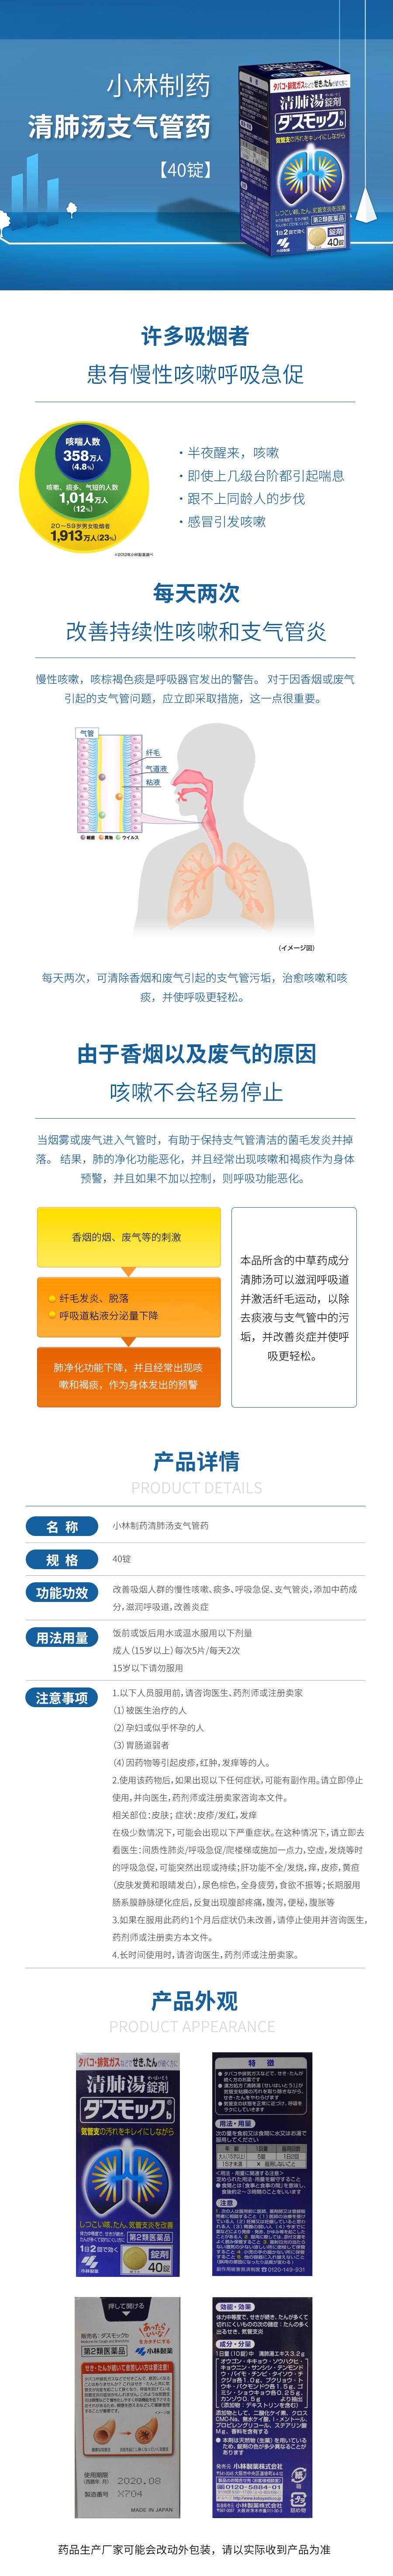 小林制药
清肺汤支气管药
【40锭】
タバコ・排気ガスなどでせき、たんが続く方に
清肺湯錠剤
ダスモックb
気管支の汚れをキレイにしながら
しつこい咳、たん、気管支炎を改善
第2類医薬品
1日2回で効く
錠剤
40錠
小林製薬
许多吸烟者
患有慢性咳嗽呼吸急促
咳喘人数
358万人
(4.8%)
咳嗽、痰多、气短的人数
1,014万人
(12%)
20～59岁男女吸烟者
1,913万人(23%)
・半夜醒来，咳嗽
・即使上几级台阶都引起喘息
・跟不上同龄人的步伐
・感冒引发咳嗽
每天两次
改善持续性咳嗽和支气管炎
慢性咳嗽，咳棕褐色痰是呼吸器官发出的警告。 对于因香烟或废气
引起的支气管问题，应立即采取措施，这一点很重要。
气管
纤毛
气道液
粘液
細菌 異物 ウイルス
(イメージ図)
每天两次，可清除香烟和废气引起的支气管污垢，治愈咳嗽和咳
痰，并使呼吸更轻松。
由于香烟以及废气的原因
咳嗽不会轻易停止
当烟雾或废气进入气管时，有助于保持支气管清洁的菌毛发炎并掉
落。 结果，肺的净化功能恶化，并且经常出现咳嗽和褐痰作为身体
预警，并且如果不加以控制，则呼吸功能恶化。
香烟的烟、废气等的刺激
纤毛发炎、脱落
呼吸道粘液分泌量下降
肺净化功能下降，并且经常出现咳
嗽和褐痰，作为身体发出的预警
本品所含的中草药成分
清肺汤可以滋润呼吸道
并激活纤毛运动，以除
去痰液与支气管中的污
垢，并改善炎症并使呼
吸更轻松。
产品详情
PRODUCT DETAILS
名 称
小林制药清肺汤支气管药
规 格
40锭
功能功效
改善吸烟人群的慢性咳嗽、痰多、呼吸急促、支气管炎，添加中药成
分，滋润呼吸道，改善炎症
用法用量
饭前或饭后用水或温水服用以下剂量
成人（15岁以上）每次5片/每天2次
15岁以下请勿服用
注意事项
1.以下人员服用前，请咨询医生、药剂师或注册卖家
（1）被医生治疗的人
（2）孕妇或似乎怀孕的人
（3）胃肠道弱者
（4）因药物等引起皮疹，红肿，发痒等的人。
2.使用该药物后，如果出现以下任何症状，可能有副作用。请立即停止
使用，并向医生，药剂师或注册卖家咨询本文件。
相关部位：皮肤； 症状：皮疹/发红，发痒
在极少数情况下，可能会出现以下严重症状。在这种情况下，请立即去
看医生：间质性肺炎/呼吸急促/爬楼梯或施加一点力，空虚，发烧等时
的呼吸急促，可能突然出现或持续；肝功能不全/发烧，痒，皮疹，黄疸
（皮肤发黄和眼睛发白），尿色棕色，全身疲劳，食欲不振等；长期服用
肠系膜静脉硬化症后，反复出现腹部疼痛，腹泻，便秘，腹胀等
3.如果在服用此药约1个月后症状仍未改善，请停止使用并咨询医生，
药剂师或注册卖方本文件。
4.长时间使用时，请咨询医生，药剂师或注册卖家。
产品外观
PRODUCT APPEARANCE
タバコ・排気ガスなどでせき、たんが続く方に
清肺湯錠剤
ダスモックb
気管支の汚れをキレイにしながら
しつこい咳、たん、気管支炎を改善
第2類医薬品
1日2回で効く
錠剤
40錠
小林製薬
特徴
用法・用量
注意
押して開ける
販売名：ダスモックb
第2類医薬品
小林製薬
使用期限
2020.08
製造番号
X704
MADE IN JAPAN
効能・効果
成分・分量
小林製薬株式会社
0120-5884-01
药品生产厂家可能会改动外包装，请以实际收到产品为准